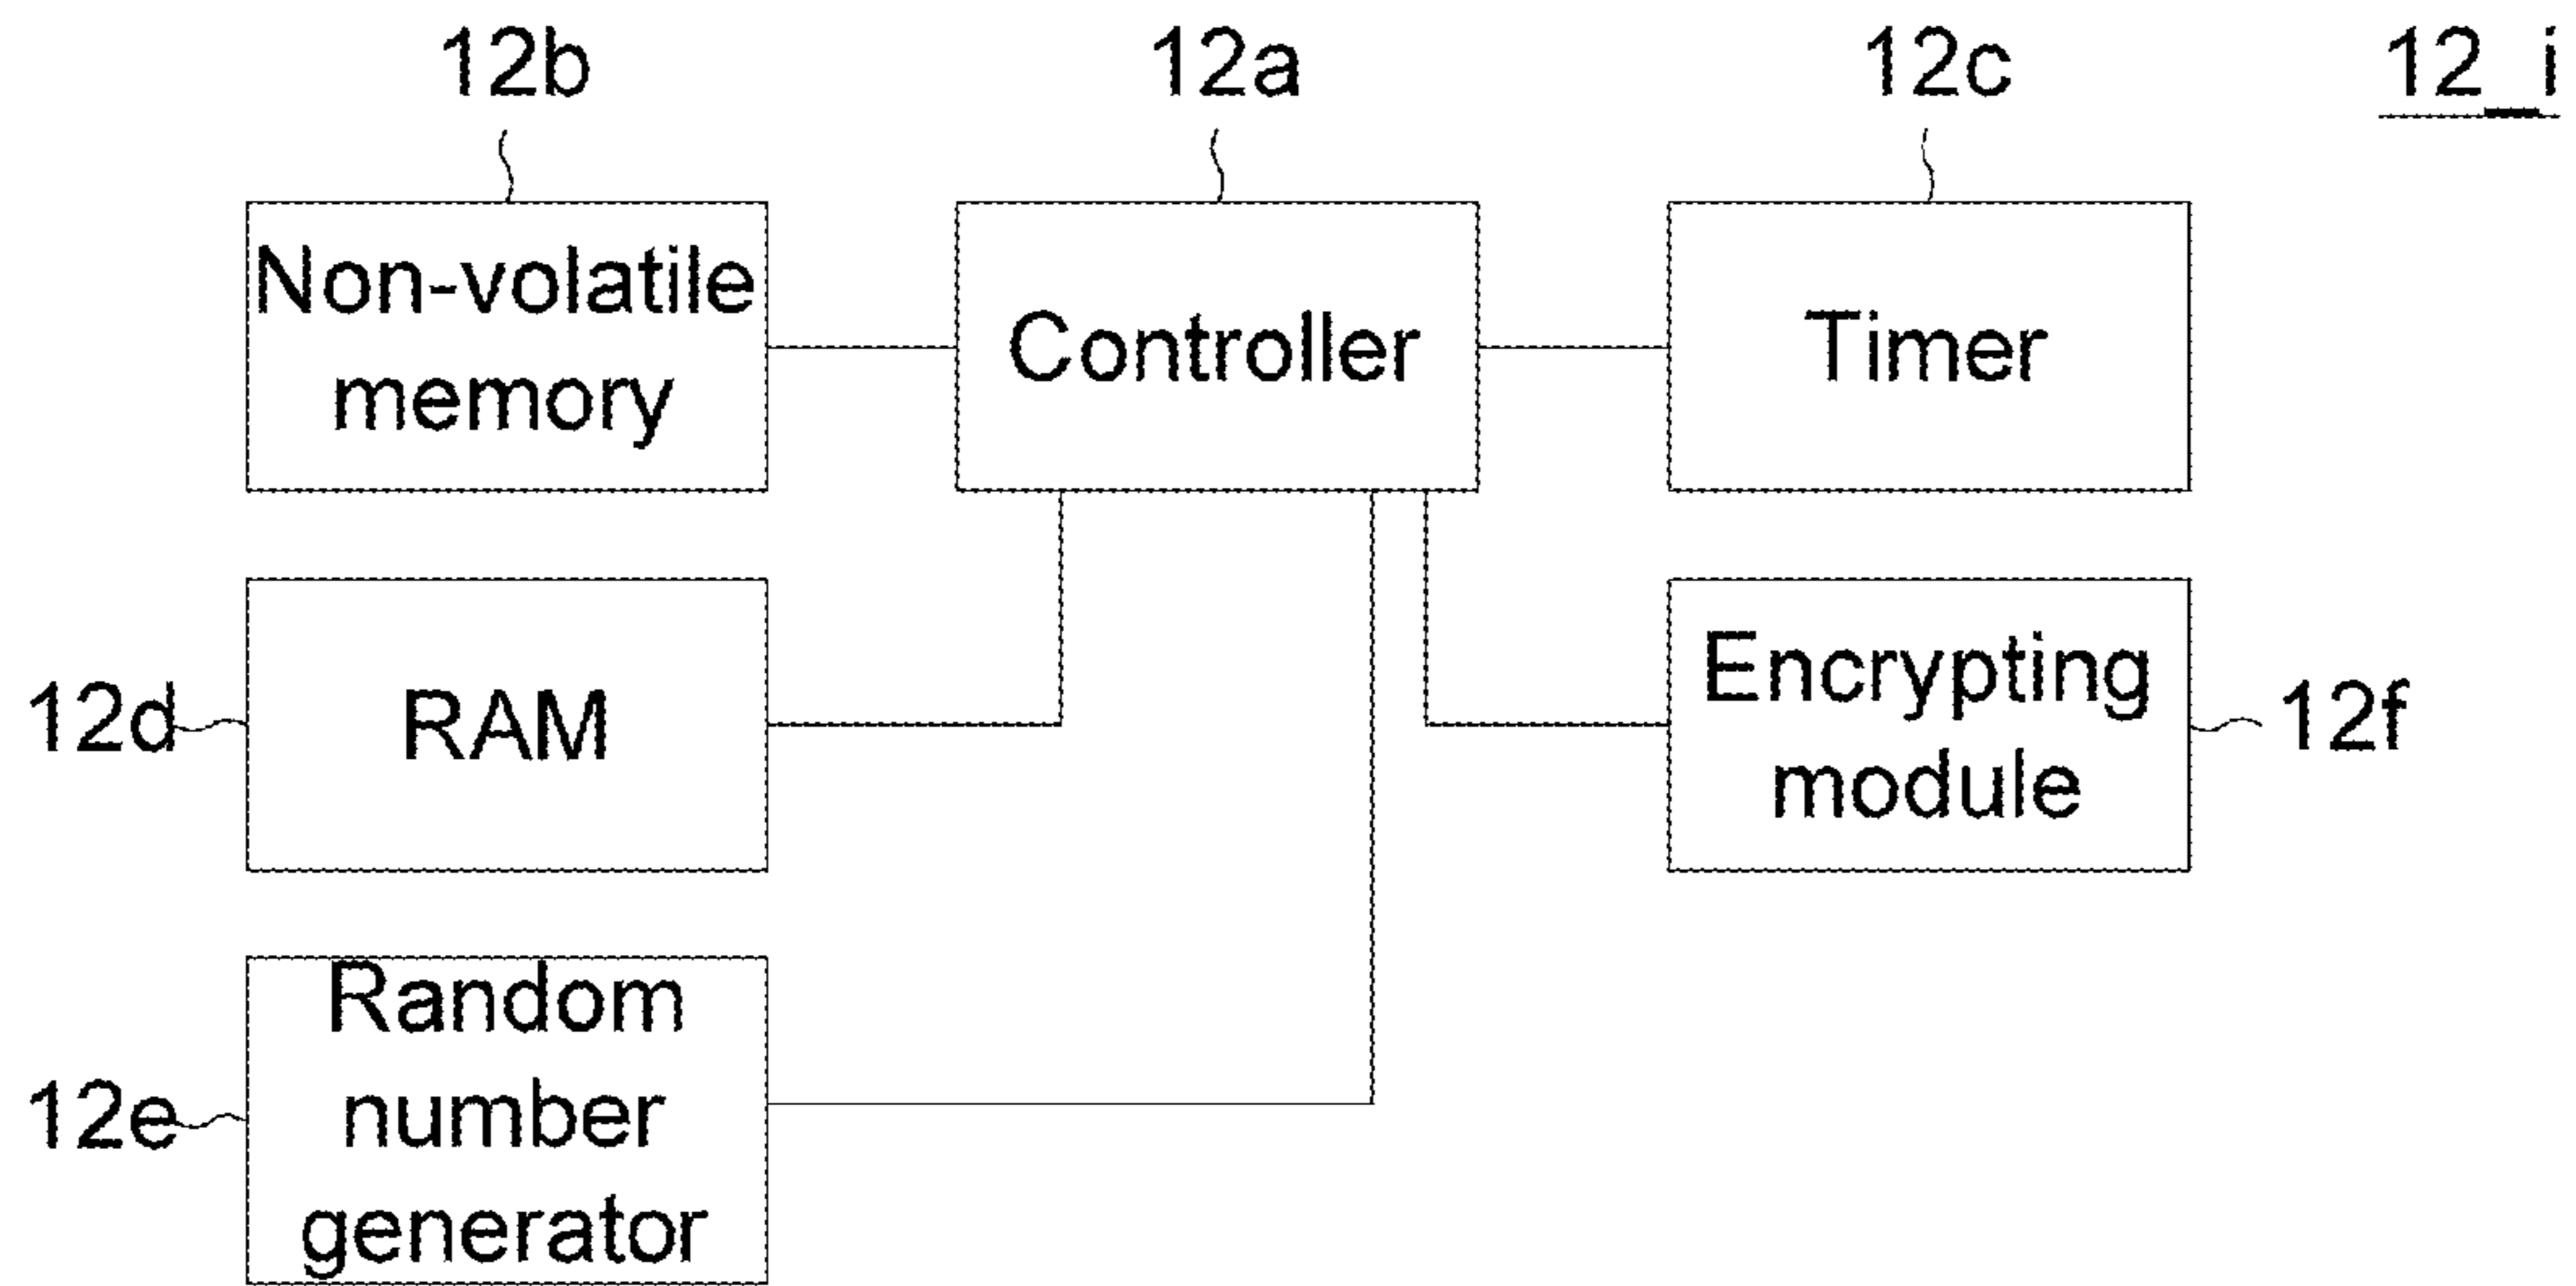 12b
12a
12c
12_i
Non-volatile
memory
Controller
Timer
12d
RAM
Encrypting
module
12f
12e
Random
number
generator